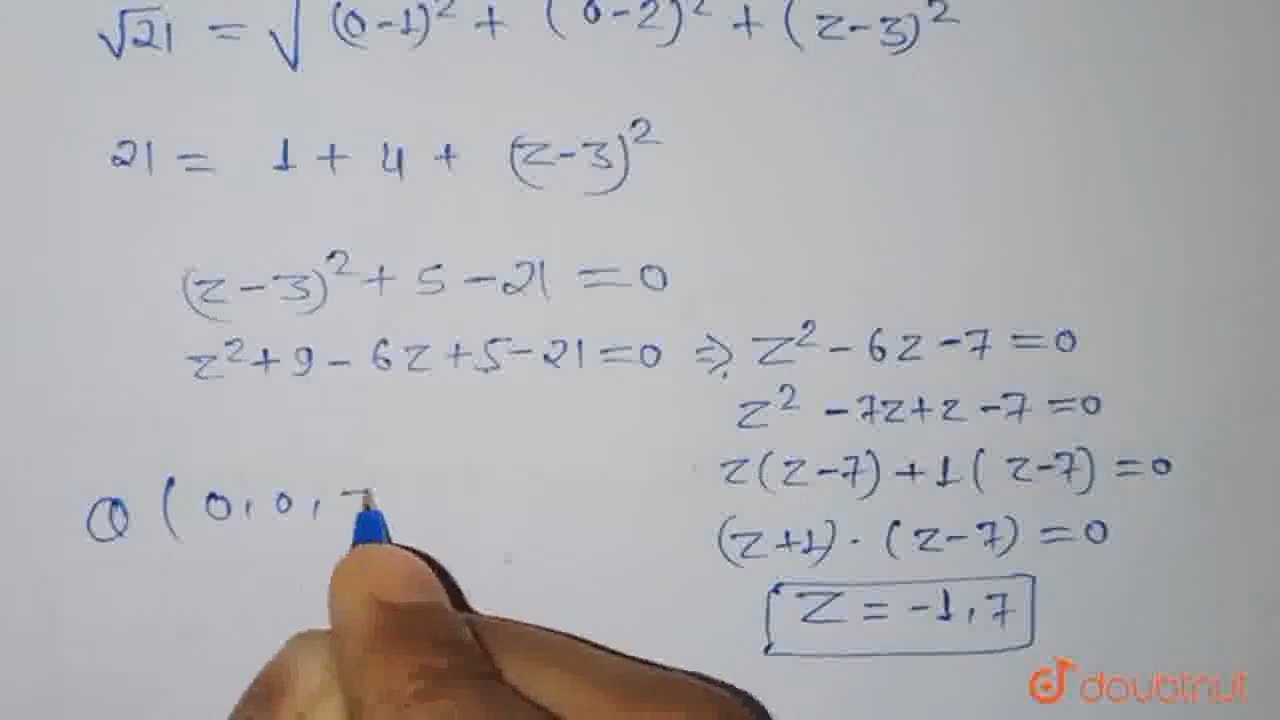 √21 = √(0-1)² + (0-2)² + (z-3)²
21 = 1 + 4 + (z-3)²
(z-3)² + 5 - 21 = 0
z² + 9 - 6z + 5 - 21 = 0 ⇒ z² - 6z - 7 = 0
z² - 7z + z - 7 = 0
z(z-7) + 1(z-7) = 0
(z+1) · (z-7) = 0
Q ( 0, 0,
z = -1, 7
doubtnut